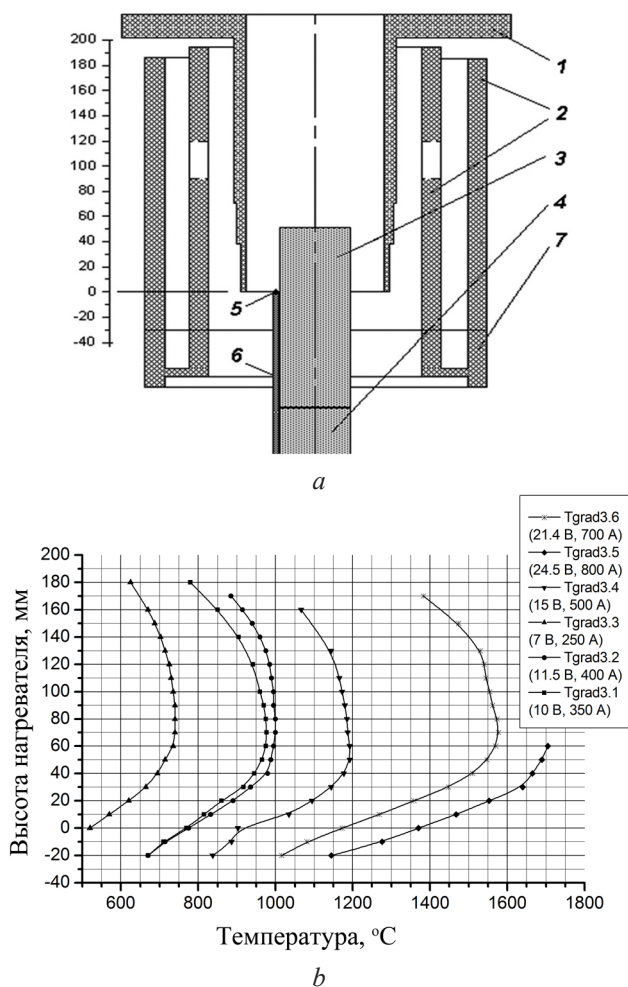 200
180
160
140
120
100
80
60
40
20
0
-20
-40
1
2
3
4
5
6
7
a
Tgrad3.6
(21.4 В, 700 А)
Tgrad3.5
(24.5 В, 800 А)
Tgrad3.4
(15 В, 500 А)
Tgrad3.3
(7 В, 250 А)
Tgrad3.2
(11.5 В, 400 А)
Tgrad3.1
(10 В, 350 А)
Высота нагревателя, мм
200
180
160
140
120
100
80
60
40
20
0
-20
-40
600 800 1000 1200 1400 1600 1800
Температура, °C
b